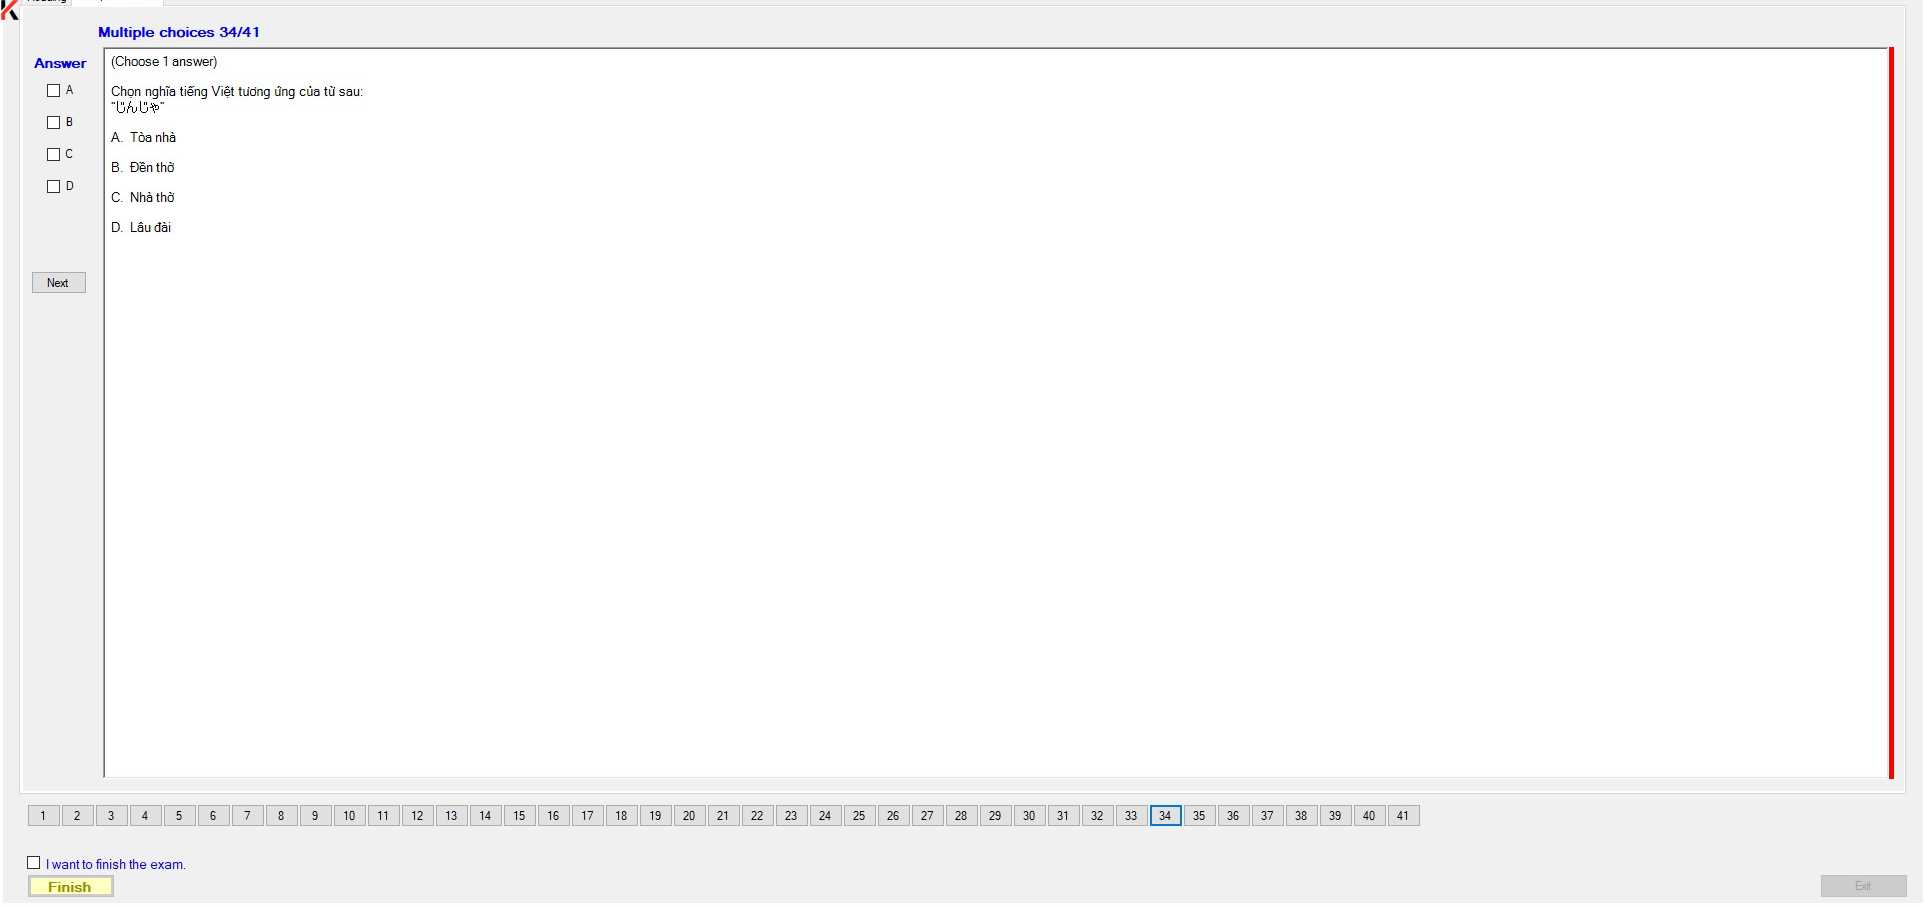 Multiple choices 34/41
Answer
A
B
C
D
Next
(Choose 1 answer)
Chọn nghĩa tiếng Việt tương ứng của từ sau:
"じんじゃ"
A. Tòa nhà
B. Đền thờ
C. Nhà thờ
D. Lâu đài
1 2 3 4 5 6 7 8 9 10 11 12 13 14 15 16 17 18 19 20 21 22 23 24 25 26 27 28 29 30 31 32 33 34 35 36 37 38 39 40 41
I want to finish the exam.
Finish
Exit